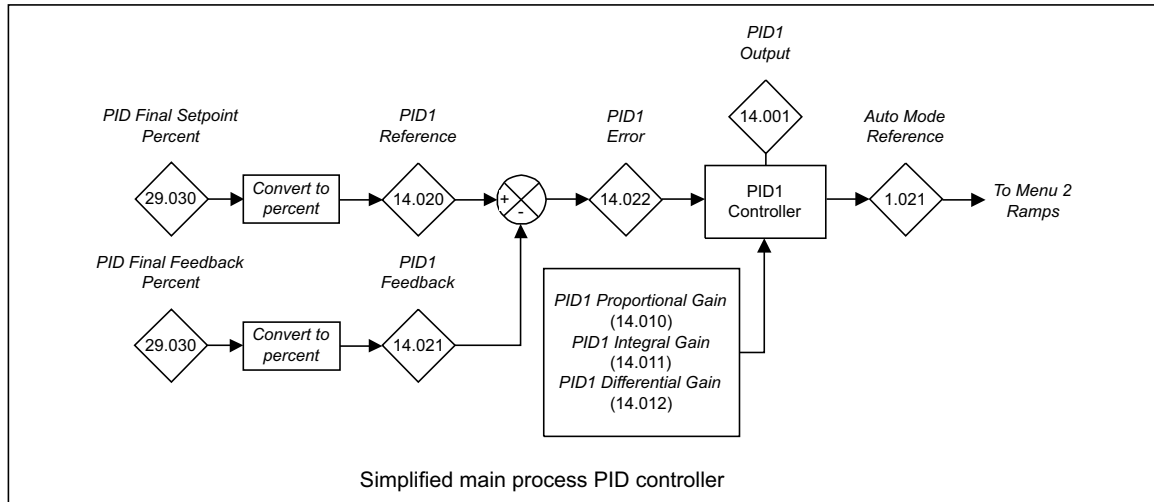 PID1
Output
PID Final Setpoint
Percent
PID1
Reference
PID1
Error
14.001
Auto Mode
Reference
29.030
Convert to
percent
14.020
+
-
14.022
PID1
Controller
1.021
To Menu 2
Ramps
PID Final Feedback
Percent
PID1
Feedback
29.030
Convert to
percent
14.021
PID1 Proportional Gain
(14.010)
PID1 Integral Gain
(14.011)
PID1 Differential Gain
(14.012)
Simplified main process PID controller